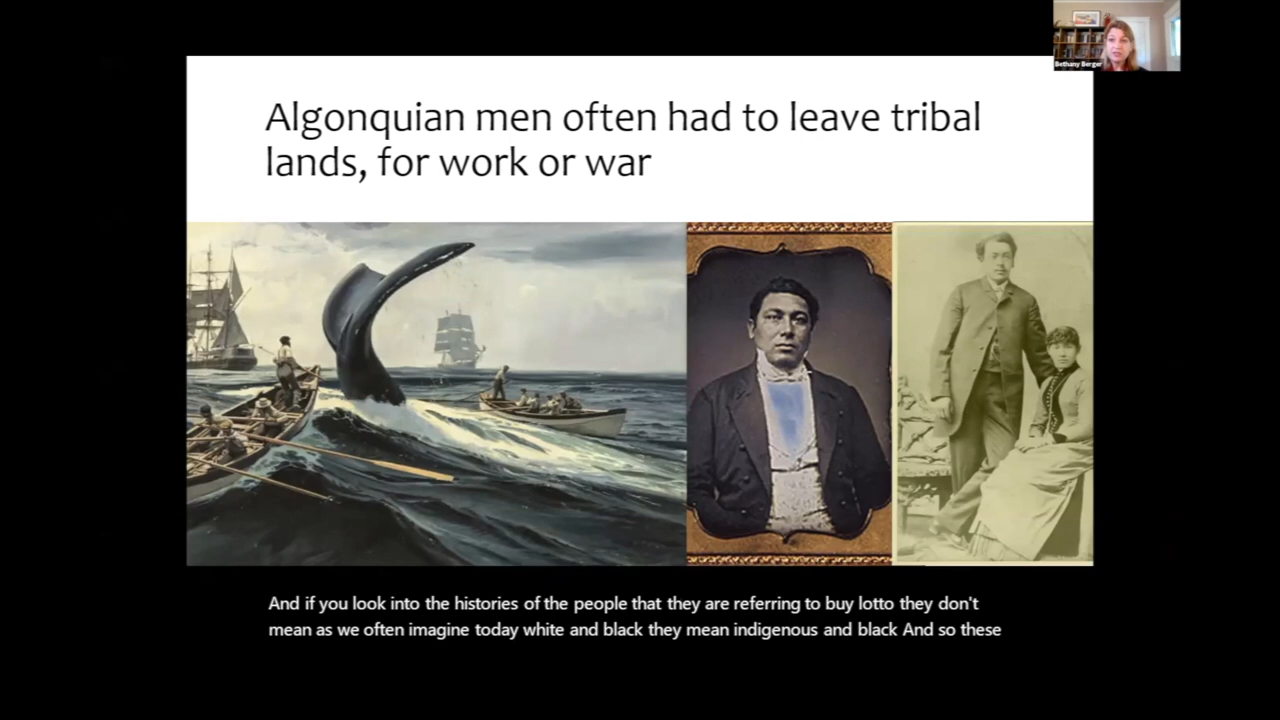 Bethany Berger
Algonquian men often had to leave tribal
lands, for work or war
And if you look into the histories of the people that they are referring to buy lotto they don't
mean as we often imagine today white and black they mean indigenous and black And so these